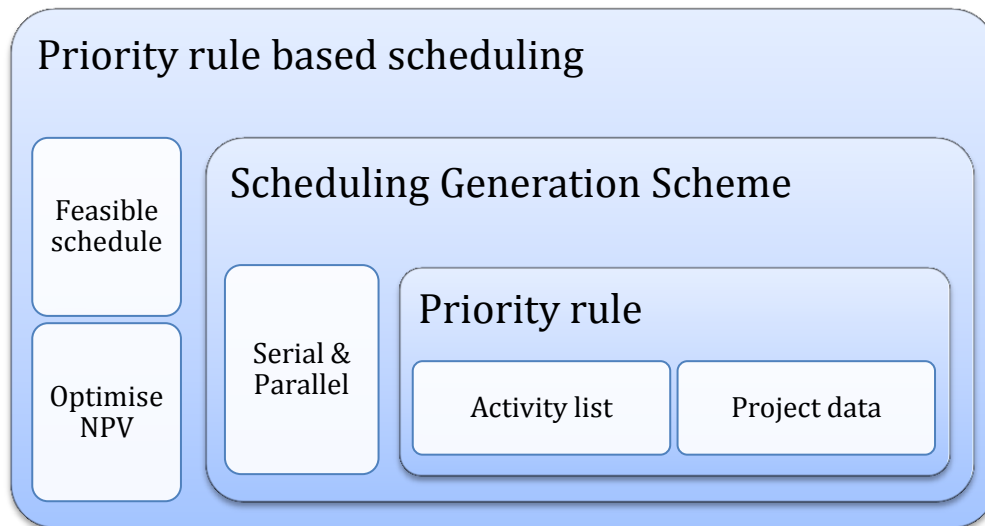 Priority rule based scheduling
Feasible
schedule
Optimise
NPV
Scheduling Generation Scheme
Serial &
Parallel
Priority rule
Activity list
Project data